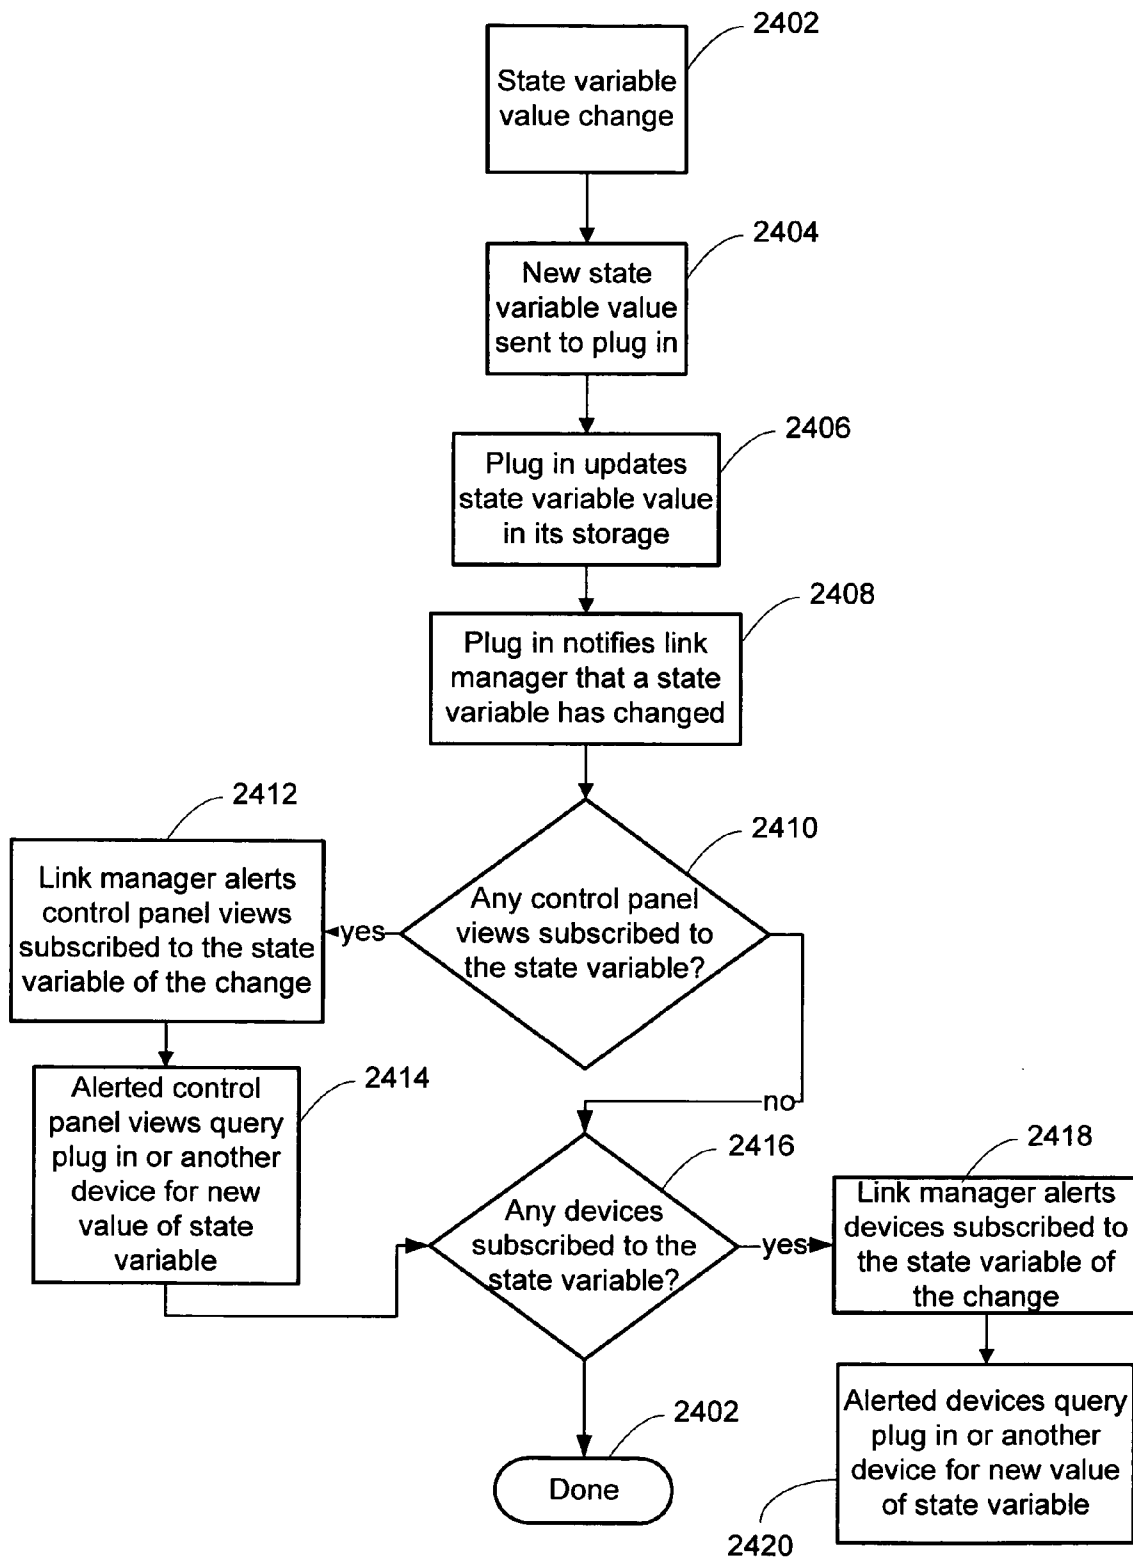 2402
State variable
value change
2404
New state
variable value
sent to plug in
2406
Plug in updates
state variable value
in its storage
2408
Plug in notifies link
manager that a state
variable has changed
2412
Link manager alerts
control panel views
subscribed to the state
variable of the change
yes
2410
Any control panel
views subscribed to
the state variable?
no
2414
Alerted control
panel views query
plug in or another
device for new
value of state
variable
2416
Any devices
subscribed to the
state variable?
yes
2418
Link manager alerts
devices subscribed to
the state variable of
the change
2402
Done
Alerted devices query
plug in or another
device for new value
of state variable
2420